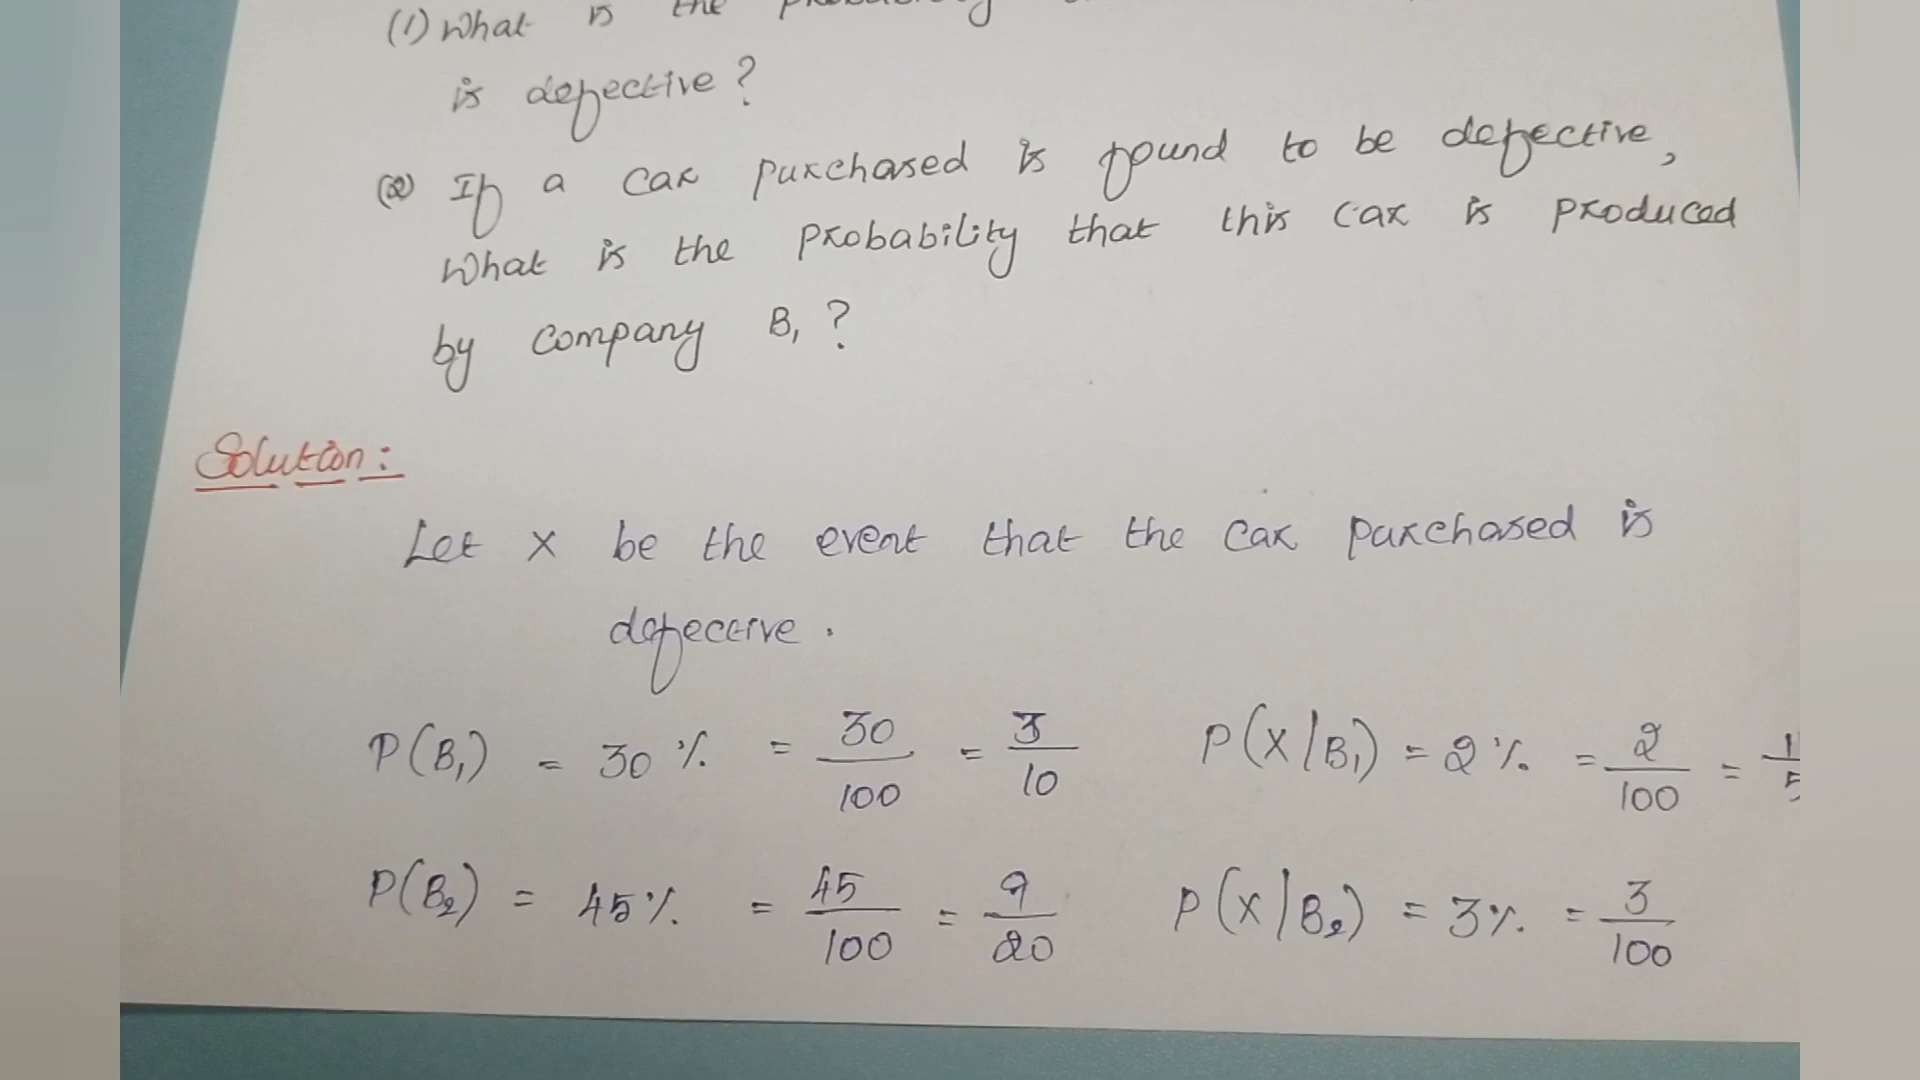 (1) What is the
is defective?
(2) If a car purchased is found to be defective,
What is the probability that this car is produced
by company B₁ ?
Solution:
Let X be the event that the car purchased is
defective.
P(B₁) = 30 % = 30/100 = 3/10 P(X/B₁) = 2 % = 2/100 = 1/5
P(B₂) = 45 % = 45/100 = 9/20 P(X/B₂) = 3 % = 3/100